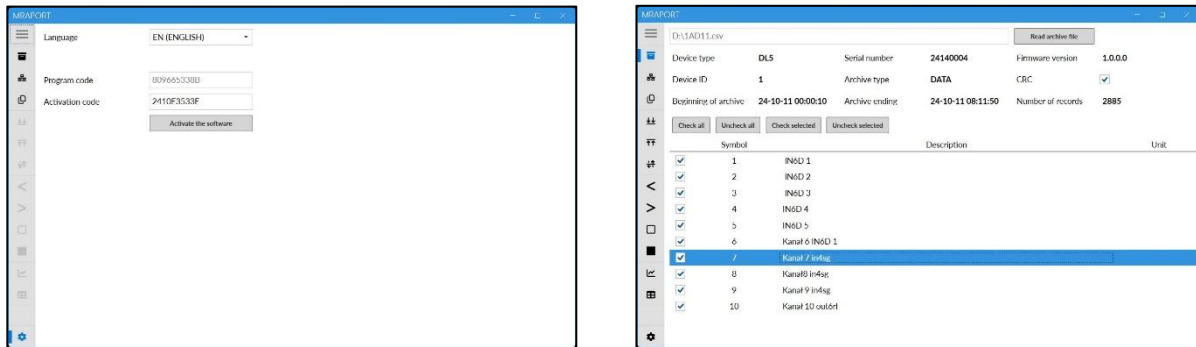 MRAPORT
Language EN (ENGLISH)
Program code 809665338B
Activation code 2410F3533F
Activate the software
MRAPORT
D:\1AD11.csv Read archive file
Device type DL5 Serial number 24140004 Firmware version 1.0.0.0
Device ID 1 Archive type DATA CRC
Beginning of archive 24-10-11 00:00:10 Archive ending 24-10-11 08:11:50 Number of records 2885
Check all Uncheck all Check selected Uncheck selected
Symbol Description Unit
1 IN6D 1
2 IN6D 2
3 IN6D 3
4 IN6D 4
5 IN6D 5
6 Kanał 6 IN6D 1
7 Kanał 7 in4sg
8 Kanał8 in4sg
9 Kanał 9 in4sg
10 Kanał 10 out6rl